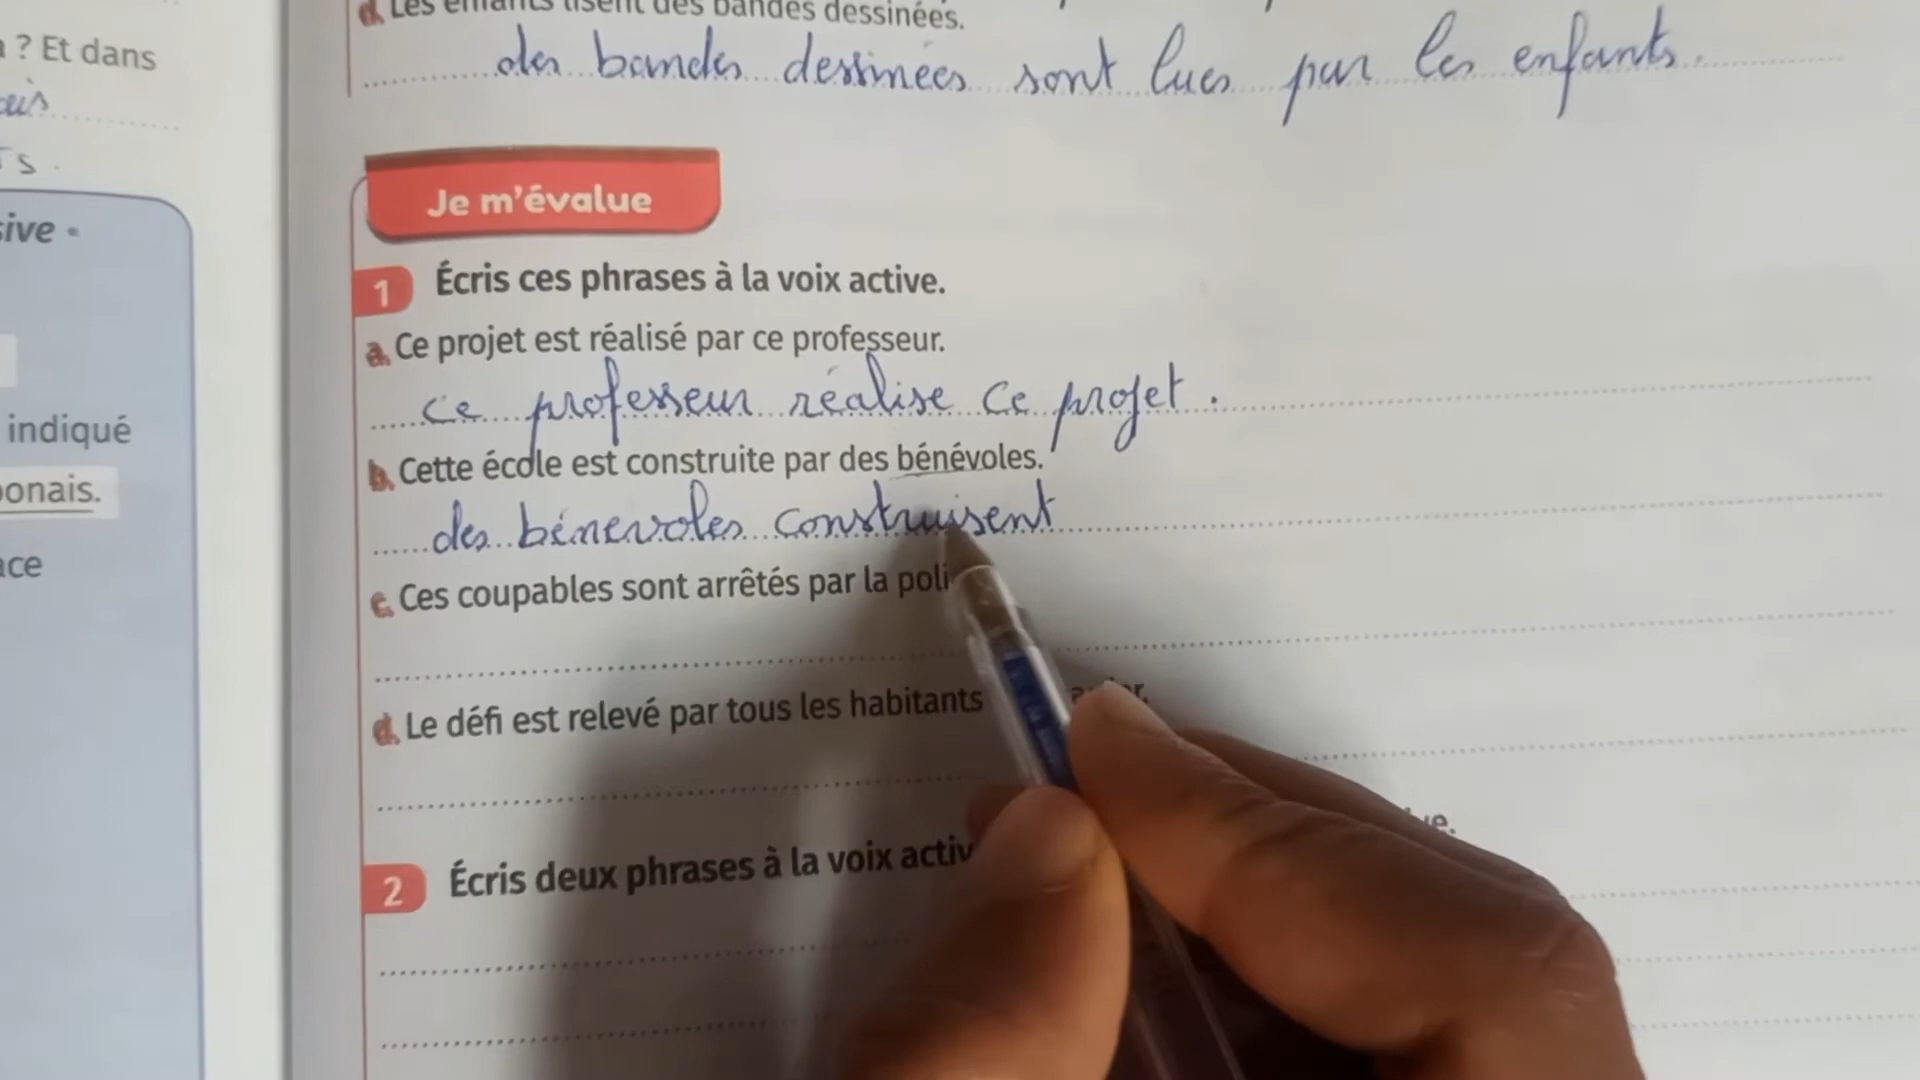 ? Et dans
d. Les enfants lisent des bandes dessinées.
des bandes dessinées sont lues par les enfants.
Je m'évalue
1 Écris ces phrases à la voix active.
a. Ce projet est réalisé par ce professeur.
ce professeur réalise ce projet.
b. Cette école est construite par des bénévoles.
des bénevoles construisent
indiqué
c. Ces coupables sont arrêtés par la poli
d. Le défi est relevé par tous les habitants
2 Écris deux phrases à la voix activ